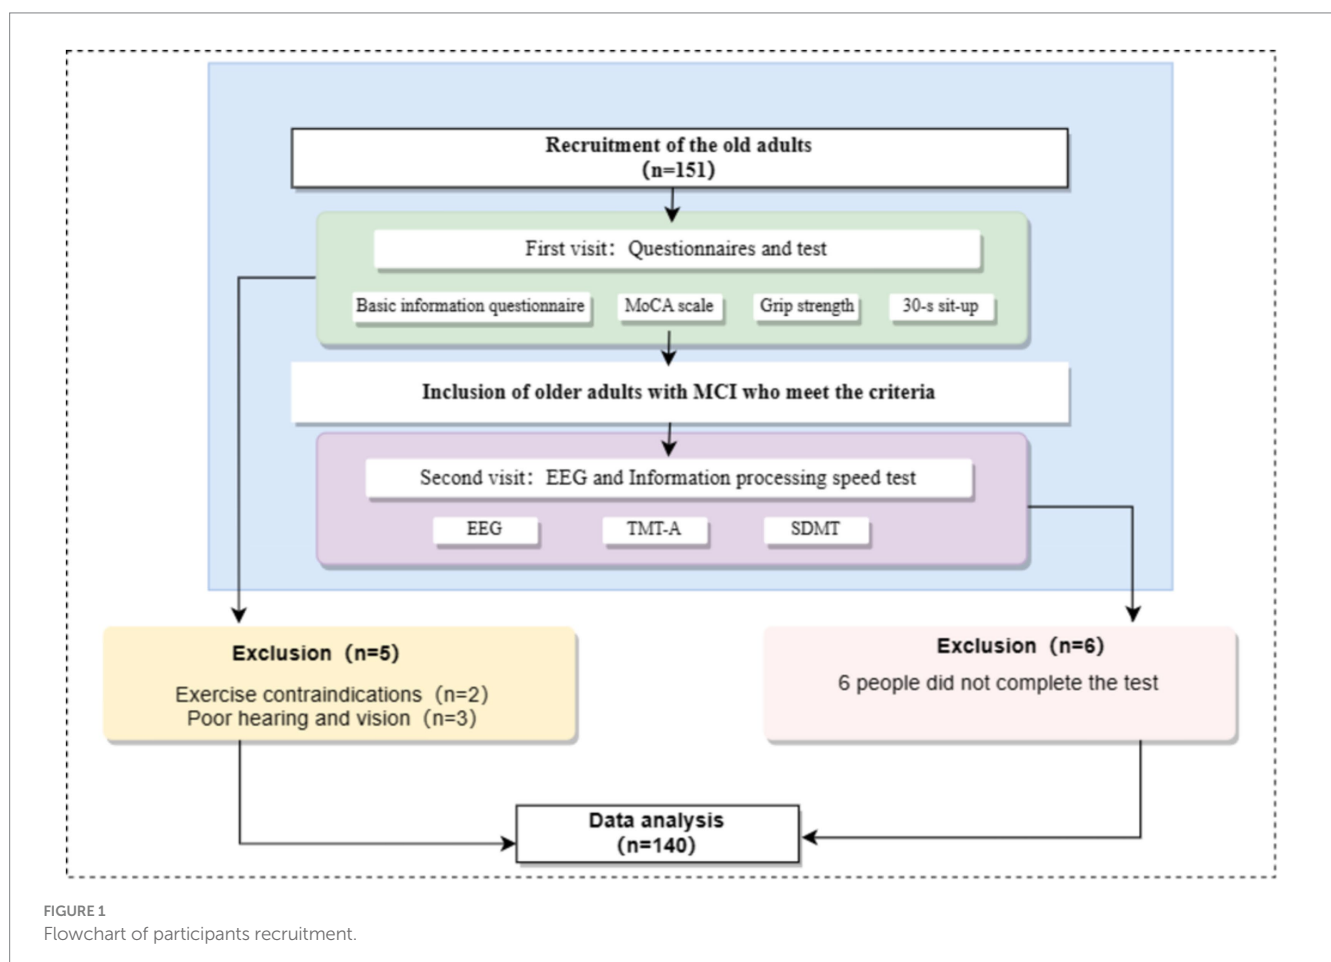 Recruitment of the old adults
(n=151)
First visit: Questionnaires and test
Basic information questionnaire
MoCA scale
Grip strength
30-s sit-up
Inclusion of older adults with MCI who meet the criteria
Second visit: EEG and Information processing speed test
EEG
TMT-A
SDMT
Exclusion (n=5)
Exercise contraindications (n=2)
Poor hearing and vision (n=3)
Exclusion (n=6)
6 people did not complete the test
Data analysis
(n=140)
FIGURE 1
Flowchart of participants recruitment.